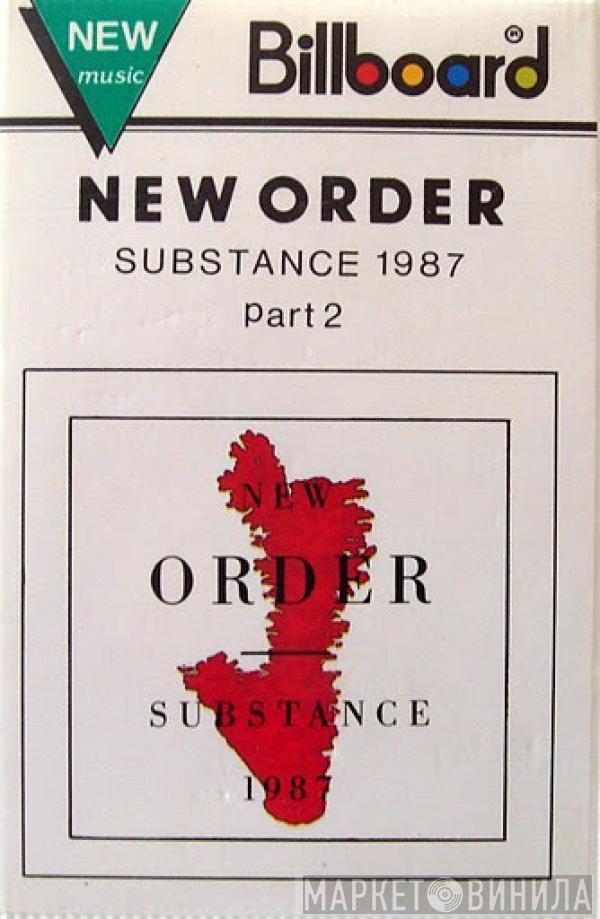 NEW
music
Billboard®
NEW ORDER
SUBSTANCE 1987
part 2
NEW
ORDER
SUBSTANCE
1987
МАРКЕТ ВИНИЛА